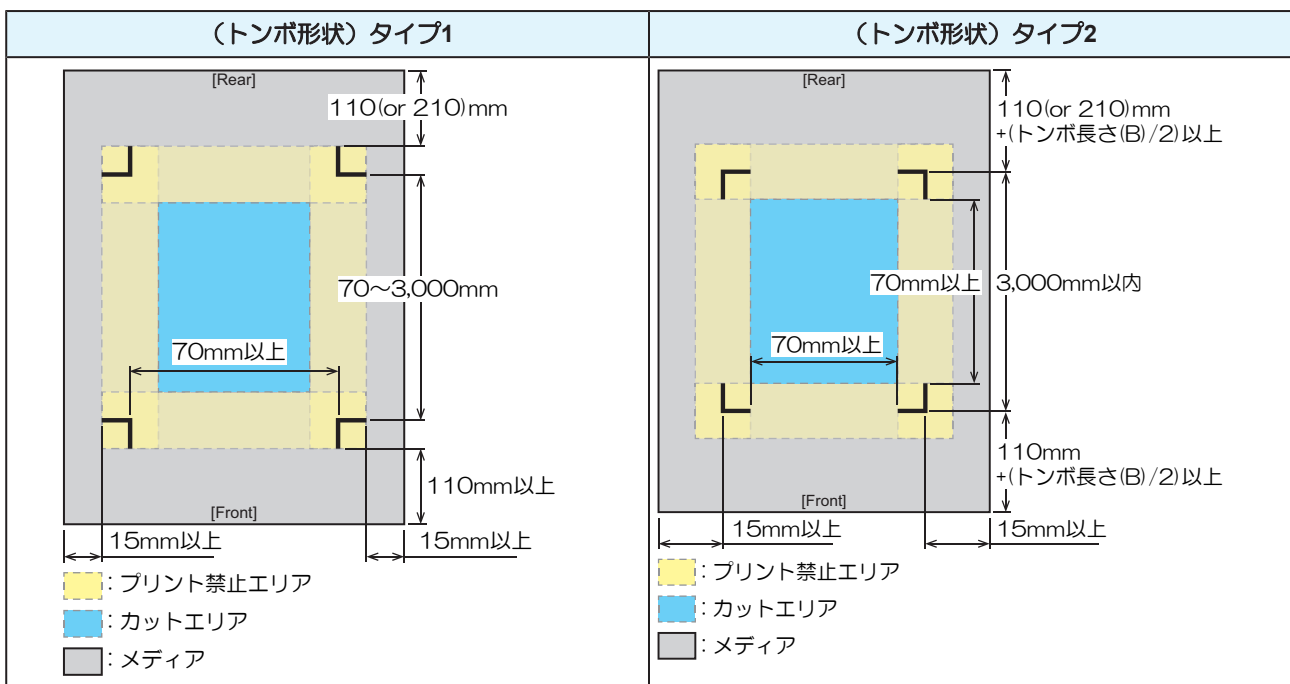 （トンボ形状）タイプ1
[Rear]
110(or 210)mm
70～3,000mm
70mm以上
110mm以上
[Front]
15mm以上
15mm以上
：プリント禁止エリア
：カットエリア
：メディア
（トンボ形状）タイプ2
[Rear]
110(or 210)mm
+(トンボ長さ(B)/2)以上
70mm以上
3,000mm以内
70mm以上
110mm
+(トンボ長さ(B)/2)以上
[Front]
15mm以上
15mm以上
：プリント禁止エリア
：カットエリア
：メディア